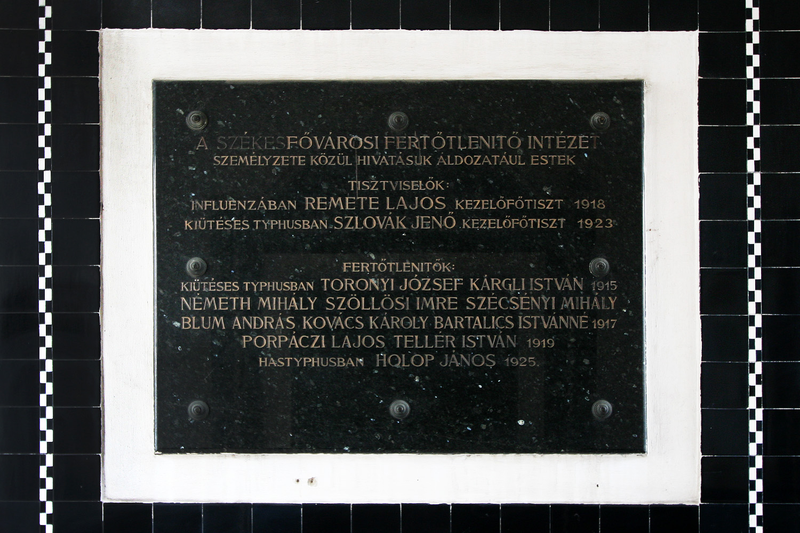 A SZÉKESFŐVÁROSI FERTŐTLENITŐ INTÉZET
SZEMÉLYZETE KÖZÜL HIVATÁSUK ÁLDOZATÁUL ESTEK
TISZTVISELŐK:
INFLUENZÁBAN REMETE LAJOS KEZELŐFŐTISZT 1918
KIÜTÉSES TYPHUSBAN SZLOVÁK JENŐ KEZELŐFŐTISZT 1923
FERTŐTLENITŐK:
KIÜTÉSES TYPHUSBAN TORONYI JÓZSEF KÁRGLI ISTVÁN 1915
NÉMETH MIHÁLY SZÖLLŐSI IMRE SZÉCSÉNYI MIHÁLY
BLUM ANDRÁS KOVÁCS KÁROLY BARTALICS ISTVÁNNÉ 1917
PORPÁCZI LAJOS TELLER ISTVÁN 1919
HASTYPHUSBAN HOLOP JÁNOS 1925.